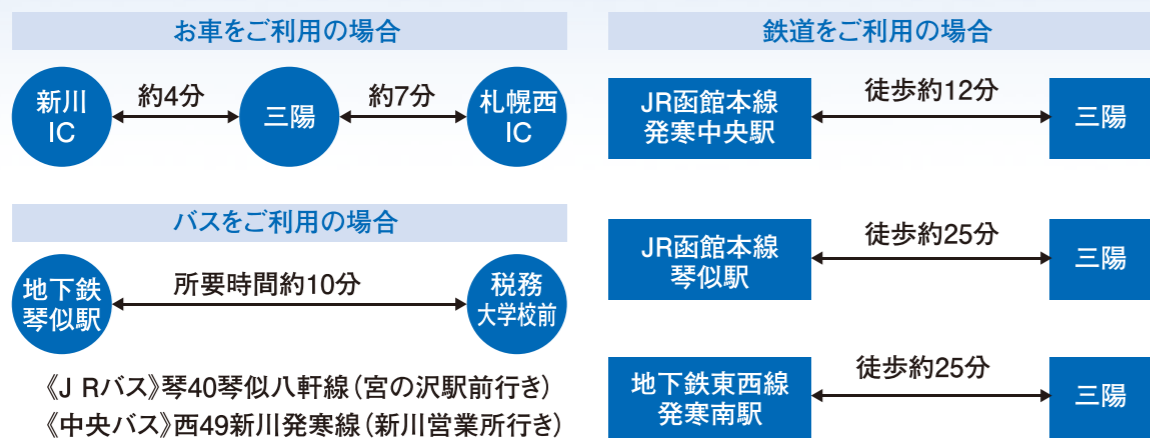 お車をご利用の場合
新川
IC
約4分
三陽
約7分
札幌西
IC
バスをご利用の場合
地下鉄
琴似駅
所要時間約10分
税務
大学校前
《J Rバス》琴40琴似八軒線（宮の沢駅前行き）
《中央バス》西49新川発寒線（新川営業所行き）
鉄道をご利用の場合
JR函館本線
発寒中央駅
徒歩約12分
三陽
JR函館本線
琴似駅
徒歩約25分
三陽
地下鉄東西線
発寒南駅
徒歩約25分
三陽